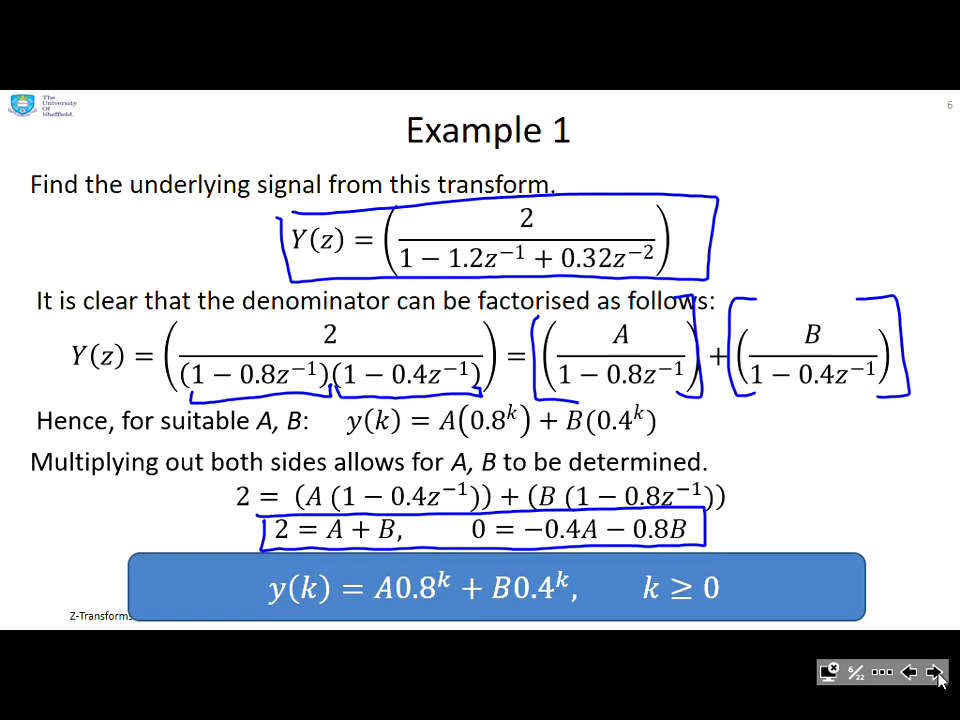 The
University
Of
Sheffield.
6
Example 1
Find the underlying signal from this transform.
Y(z) = (2 / (1 − 1.2z⁻¹ + 0.32z⁻²))
It is clear that the denominator can be factorised as follows:
Y(z) = (2 / ((1 − 0.8z⁻¹)(1 − 0.4z⁻¹))) = (A / (1 − 0.8z⁻¹)) + (B / (1 − 0.4z⁻¹))
Hence, for suitable A, B: y(k) = A(0.8ᵏ) + B(0.4ᵏ)
Multiplying out both sides allows for A, B to be determined.
2 = (A (1 − 0.4z⁻¹)) + (B (1 − 0.8z⁻¹))
2 = A + B, 0 = −0.4A − 0.8B
y(k) = A0.8ᵏ + B0.4ᵏ, k ≥ 0
Z-Transforms
6/22